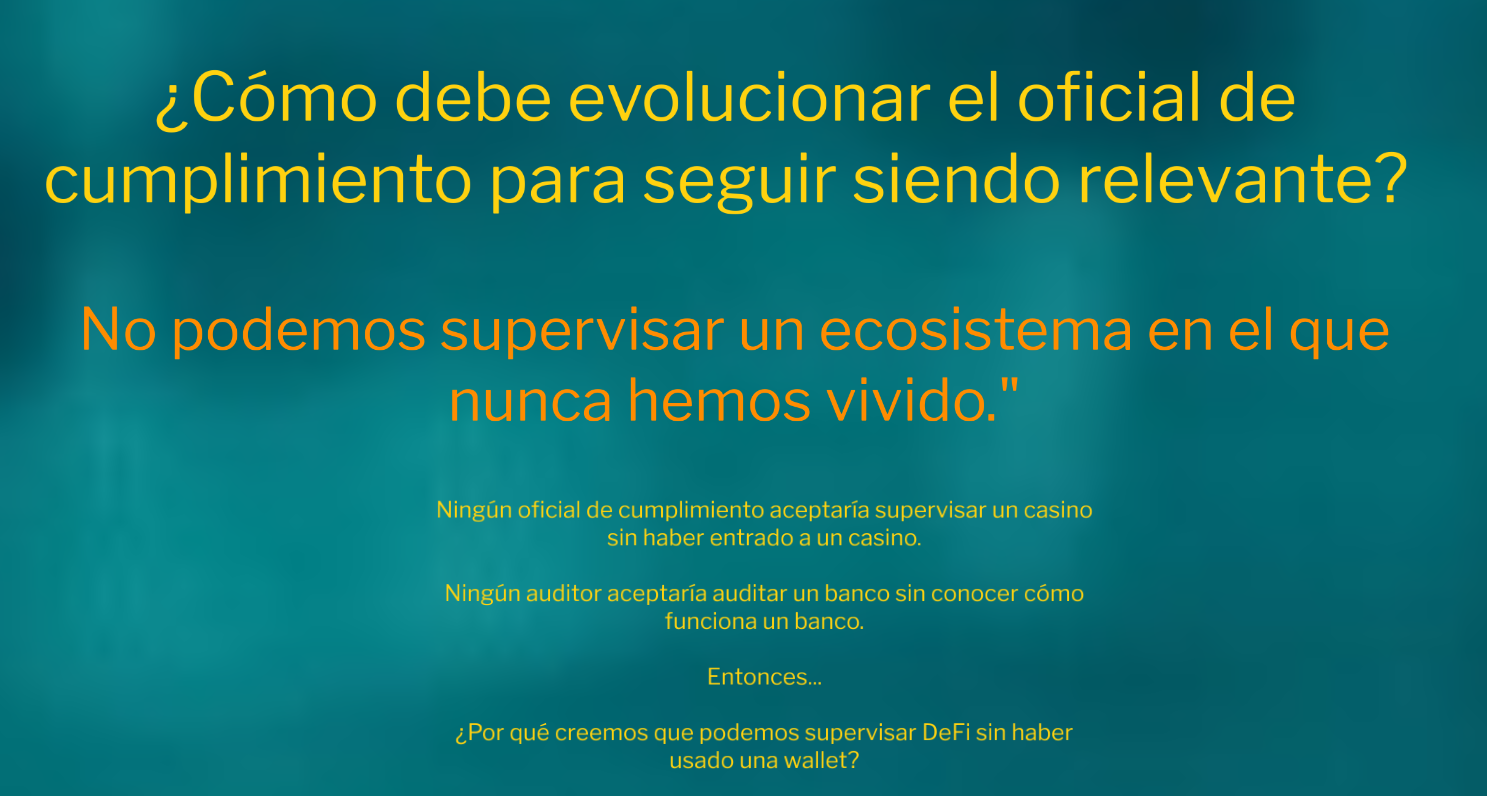 ¿Cómo debe evolucionar el oficial de
cumplimiento para seguir siendo relevante?
No podemos supervisar un ecosistema en el que
nunca hemos vivido."
Ningún oficial de cumplimiento aceptaría supervisar un casino
sin haber entrado a un casino.
Ningún auditor aceptaría auditar un banco sin conocer cómo
funciona un banco.
Entonces...
¿Por qué creemos que podemos supervisar DeFi sin haber
usado una wallet?